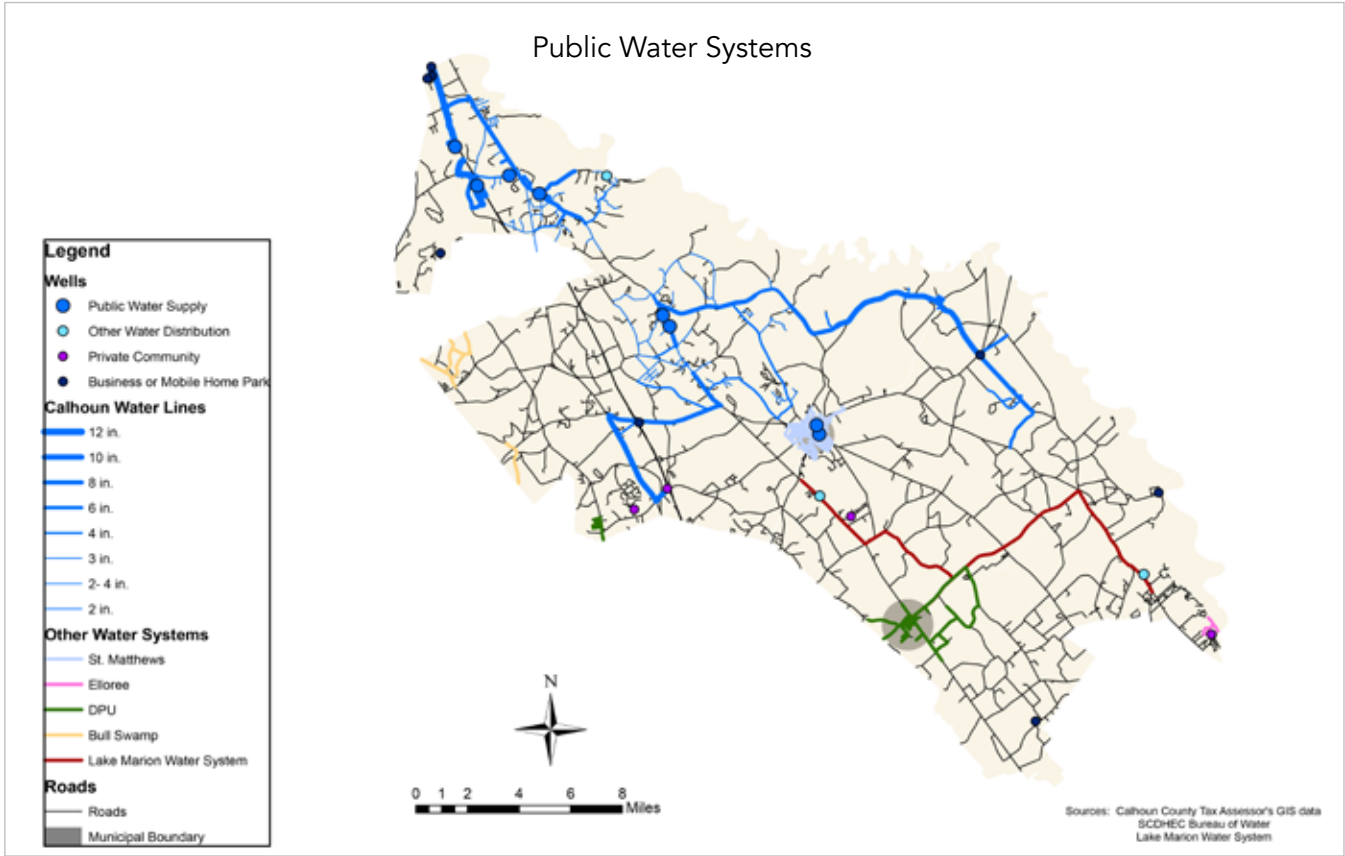 Public Water Systems
Legend
Wells
Public Water Supply
Other Water Distribution
Private Community
Business or Mobile Home Park
Calhoun Water Lines
12 in.
10 in.
8 in.
6 in.
4 in.
3 in.
2- 4 in.
2 in.
Other Water Systems
St. Matthews
Elloree
DPU
Bull Swamp
Lake Marion Water System
Roads
Roads
Municipal Boundary
N
0 1 2 4 6 8
Miles
Sources: Calhoun County Tax Assessor's GIS data
SCDHEC Bureau of Water
Lake Marion Water System